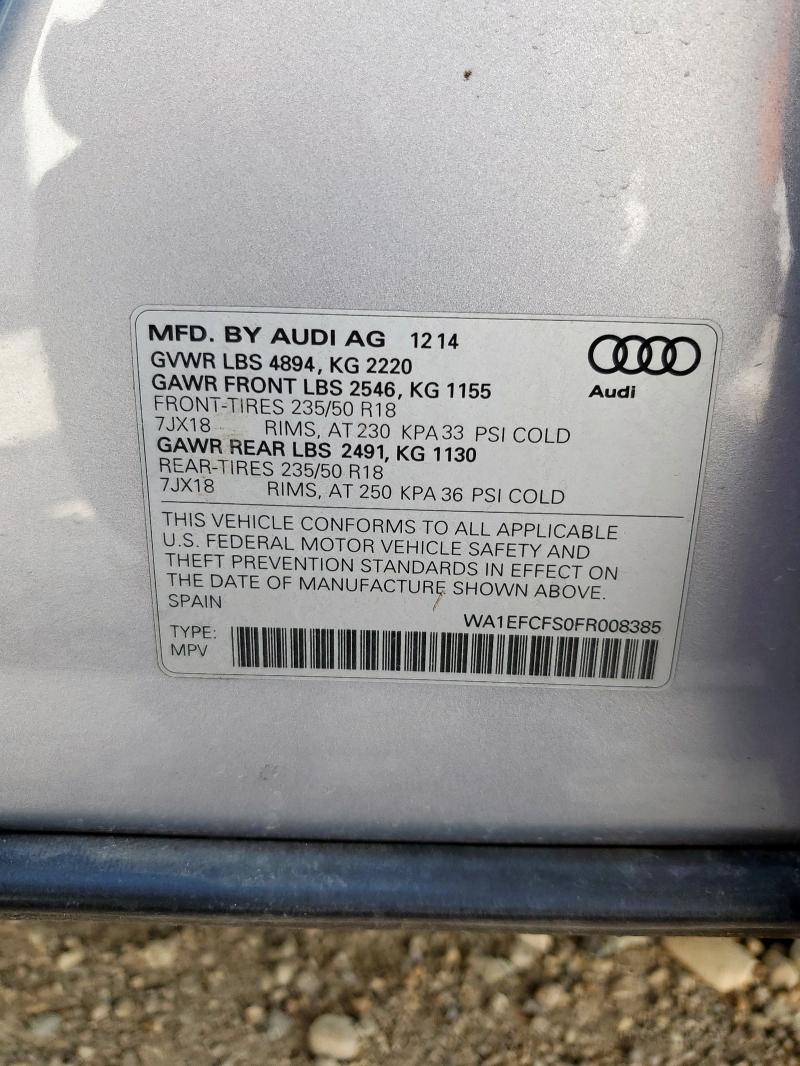 MFD. BY AUDI AG 12 14
GVWR LBS 4894, KG 2220
GAWR FRONT LBS 2546, KG 1155
FRONT-TIRES 235/50 R18
7JX18 RIMS, AT 230 KPA 33 PSI COLD
GAWR REAR LBS 2491, KG 1130
REAR-TIRES 235/50 R18
7JX18 RIMS, AT 250 KPA 36 PSI COLD
Audi
THIS VEHICLE CONFORMS TO ALL APPLICABLE
U.S. FEDERAL MOTOR VEHICLE SAFETY AND
THEFT PREVENTION STANDARDS IN EFFECT ON
THE DATE OF MANUFACTURE SHOWN ABOVE.
SPAIN
WA1EFCFS0FR008385
TYPE:
MPV